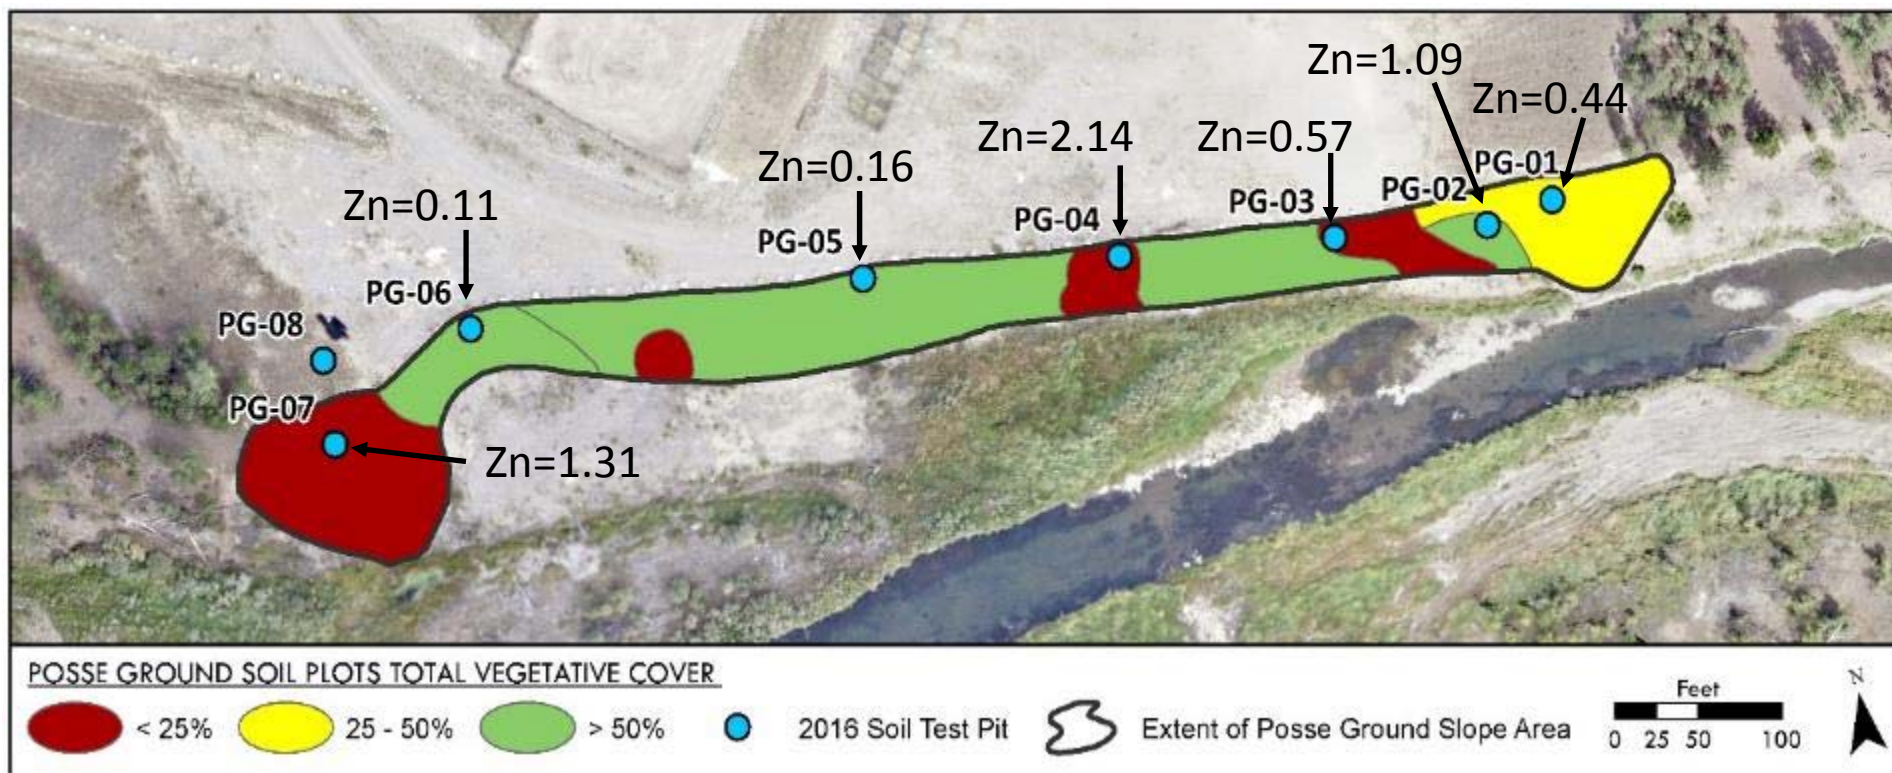 Zn=1.09
Zn=0.44
Zn=2.14
Zn=0.57
Zn=0.16
PG-01
Zn=0.11
PG-02
PG-03
PG-04
PG-05
PG-06
PG-08
PG-07
Zn=1.31
POSSE GROUND SOIL PLOTS TOTAL VEGETATIVE COVER
< 25%
25 - 50%
> 50%
2016 Soil Test Pit
Extent of Posse Ground Slope Area
Feet
0 25 50 100
N